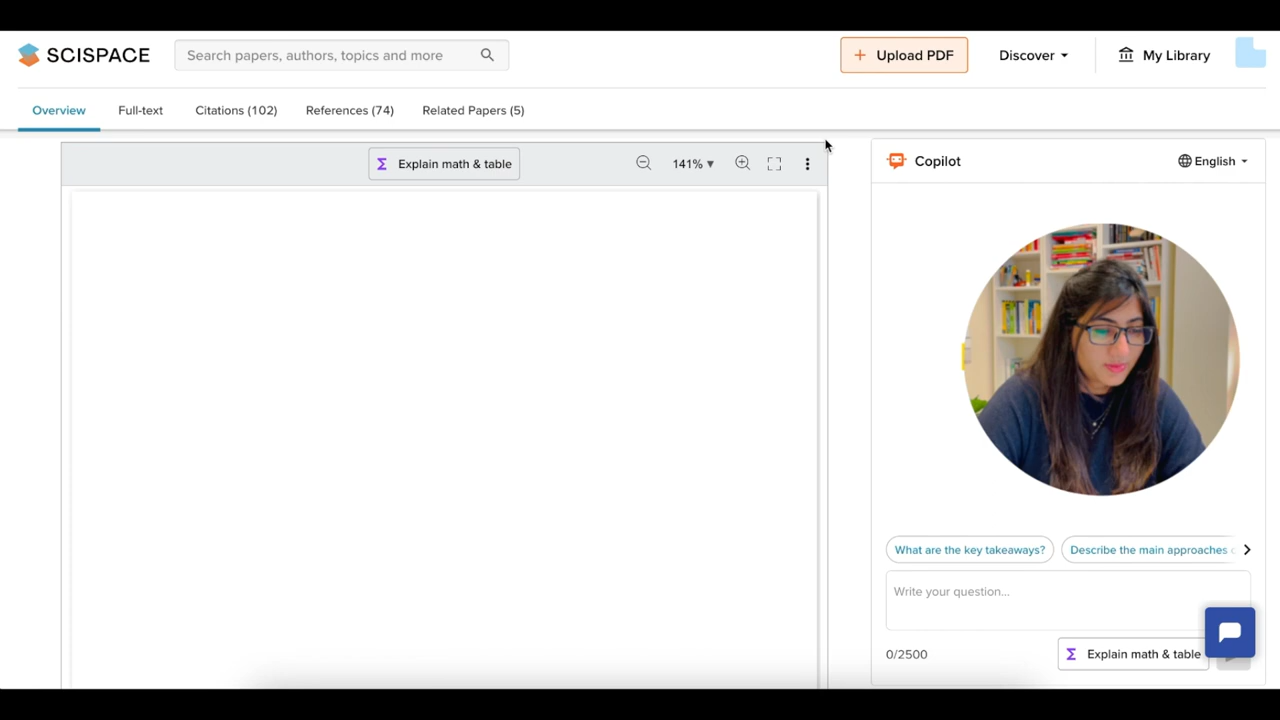 SCISPACE
Search papers, authors, topics and more
+ Upload PDF
Discover
My Library
Overview
Full-text
Citations (102)
References (74)
Related Papers (5)
Σ Explain math & table
141%
Copilot
English
What are the key takeaways?
Describe the main approaches
Write your question...
0/2500
Σ Explain math & table